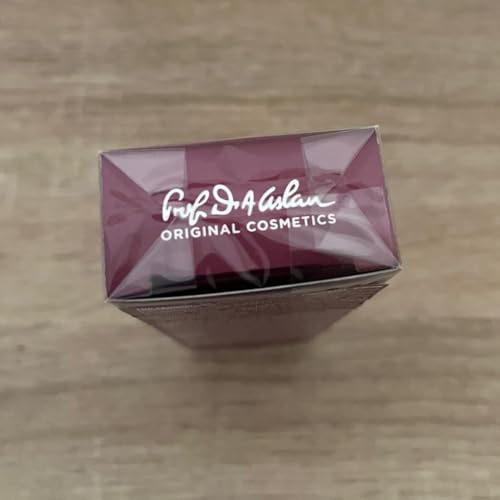 Prof. Dr A Aslan
ORIGINAL COSMETICS